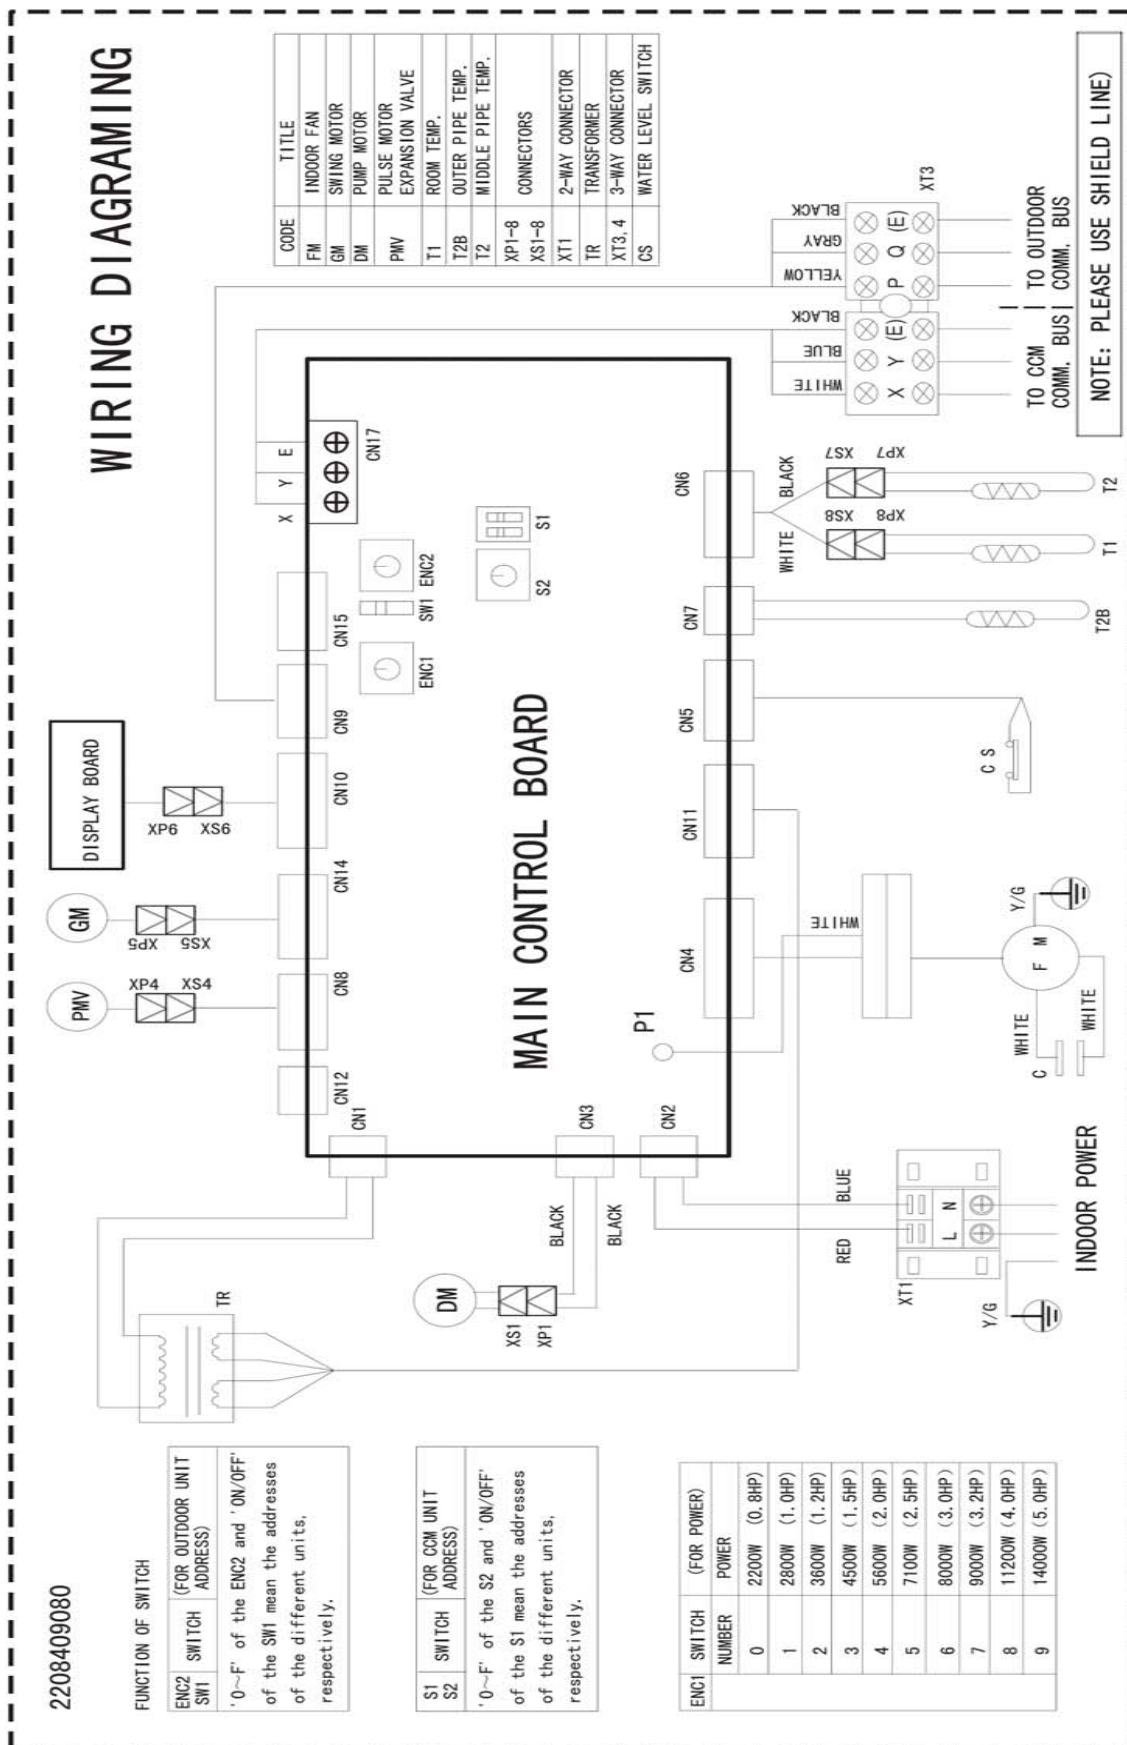 2208409080
WIRING DIAGRAMING
FUNCTION OF SWITCH
ENC2
SW1
SWITCH
(FOR OUTDOOR UNIT
ADDRESS)
'0~F' of the ENC2 and 'ON/OFF'
of the SW1 mean the addresses
of the different units,
respectively.
S1
S2
SWITCH
(FOR CCM UNIT
ADDRESS)
'0~F' of the S2 and 'ON/OFF'
of the S1 mean the addresses
of the different units,
respectively.
ENC1 SWITCH (FOR POWER)
NUMBER POWER
0 2200W (0.8HP)
1 2800W (1.0HP)
2 3600W (1.2HP)
3 4500W (1.5HP)
4 5600W (2.0HP)
5 7100W (2.5HP)
6 8000W (3.0HP)
7 9000W (3.2HP)
8 11200W (4.0HP)
9 14000W (5.0HP)
TR
DM
XS1
XP1
BLACK
BLACK
RED
BLUE
XT1
L N
Y/G
INDOOR POWER
PMV
XP4
XS4
GM
XP5
XS5
DISPLAY BOARD
XP6
XS6
CN12
CN8
CN14
CN10
CN9
CN15
X Y E
CN17
CN1
CN3
CN2
ENC1
SW1
ENC2
S2
S1
MAIN CONTROL BOARD
P1
CN4
CN11
CN5
CN7
CN6
WHITE
C
WHITE
WHITE
F M
Y/G
C S
T2B
WHITE
BLACK
XS8
XP8
XS7
XP7
T1
T2
WHITE
BLUE
BLACK
YELLOW
GRAY
BLACK
X Y (E) P Q (E)
XT3
TO CCM
COMM. BUS
TO OUTDOOR
COMM. BUS
NOTE: PLEASE USE SHIELD LINE)
CODE TITLE
FM INDOOR FAN
GM SWING MOTOR
DM PUMP MOTOR
PMV
PULSE MOTOR
EXPANSION VALVE
T1 ROOM TEMP.
T2B OUTER PIPE TEMP.
T2 MIDDLE PIPE TEMP.
XP1-8
XS1-8
CONNECTORS
XT1 2-WAY CONNECTOR
TR TRANSFORMER
XT3,4 3-WAY CONNECTOR
CS WATER LEVEL SWITCH